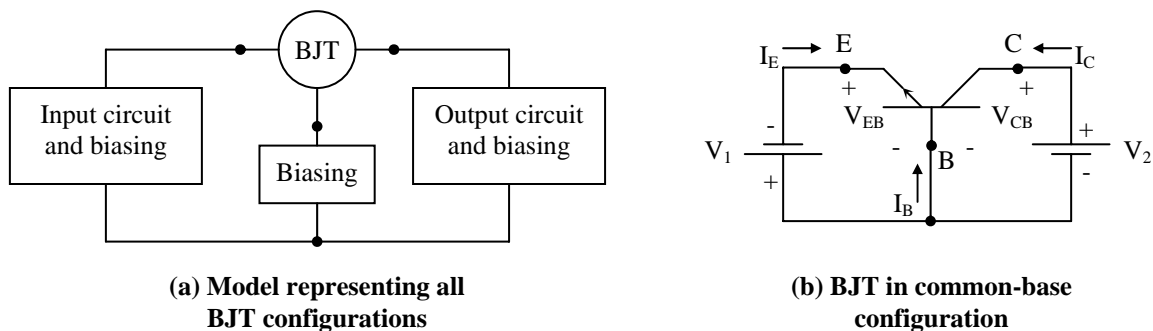 BJT
Input circuit
and biasing
Biasing
Output circuit
and biasing
(a) Model representing all
BJT configurations
I_E E C I_C
+ +
V_EB V_CB
- +
V_1 - B - V_2
+ I_B -
(b) BJT in common-base
configuration